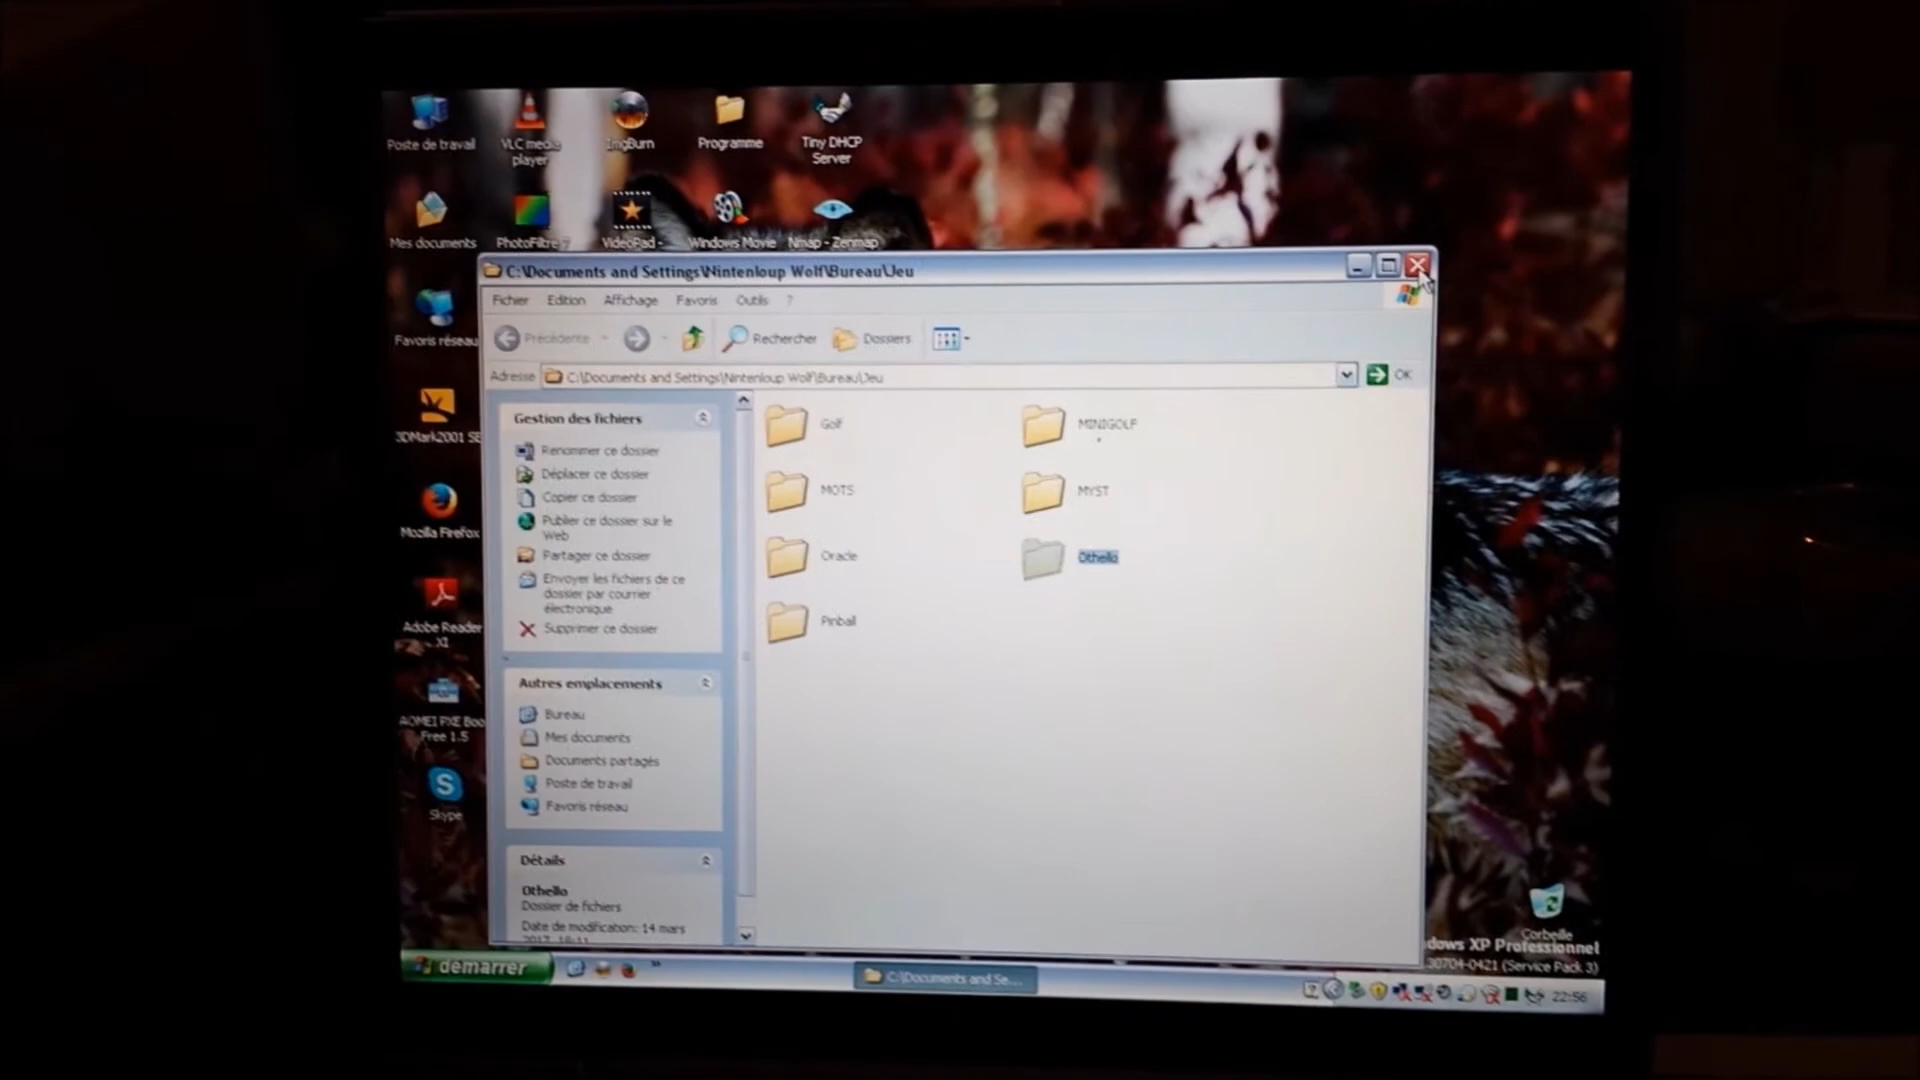 Poste de travail
VLC media
player
ImgBurn
Programme
Tiny DHCP
Server
Mes documents
PhotoFiltre 7
VideoPad -
Windows Movie
Nmap - Zenmap
C:\Documents and Settings\Nintenloup Wolf\Bureau\Jeu
Fichier Edition Affichage Favoris Outils ?
Précédente Rechercher Dossiers
Adresse C:\Documents and Settings\Nintenloup Wolf\Bureau\Jeu OK
Favoris réseau
3DMark2001 SE
Mozilla Firefox
Adobe Reader
XI
AOMEI PXE Boo
Free 1.5
Skype
Gestion des fichiers
Renommer ce dossier
Déplacer ce dossier
Copier ce dossier
Publier ce dossier sur le
Web
Partager ce dossier
Envoyer les fichiers de ce
dossier par courrier
électronique
Supprimer ce dossier
Autres emplacements
Bureau
Mes documents
Documents partagés
Poste de travail
Favoris réseau
Détails
Othello
Dossier de fichiers
Date de modification: 14 mars
Golf
MINIGOLF
MOTS
MYST
Oracle
Othello
Pinball
Corbeille
dows XP Professionnel
30704-0421 (Service Pack 3)
démarrer
C:\Documents and Se...
22:56